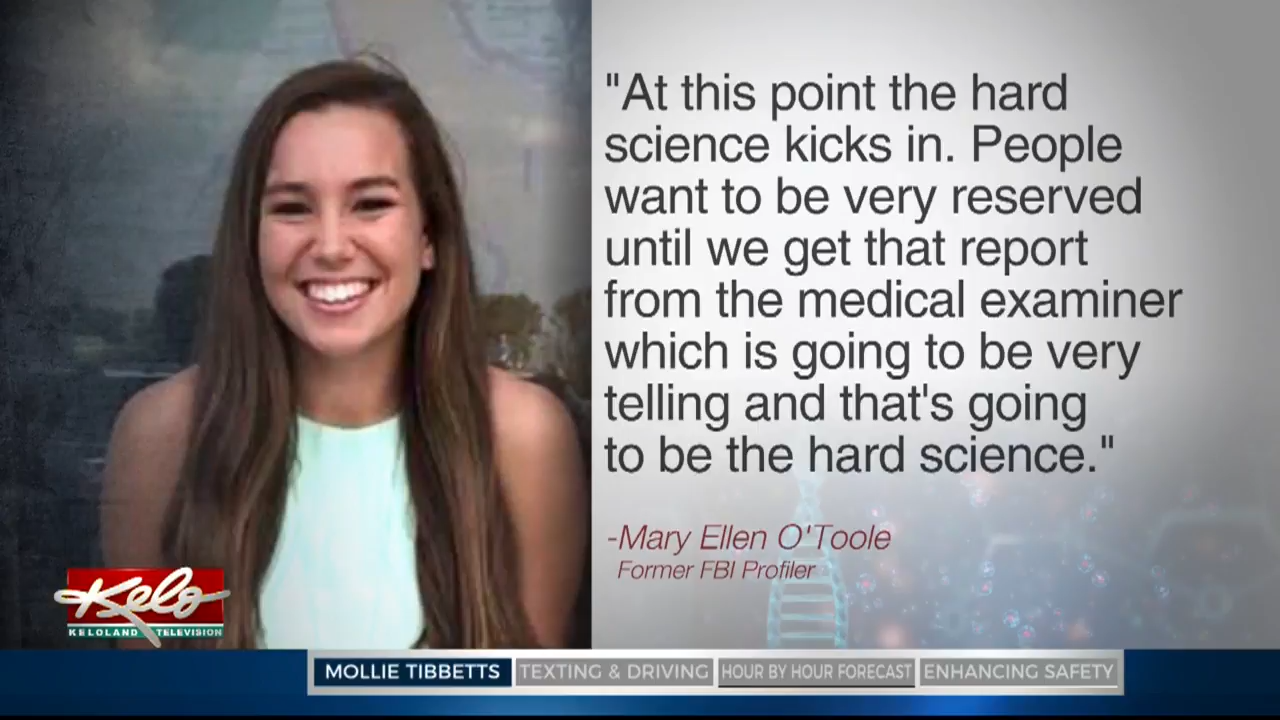 "At this point the hard
science kicks in. People
want to be very reserved
until we get that report
from the medical examiner
which is going to be very
telling and that's going
to be the hard science."
-Mary Ellen O'Toole
Former FBI Profiler
Kelo
KELOLAND TELEVISION
MOLLIE TIBBETTS TEXTING & DRIVING HOUR BY HOUR FORECAST ENHANCING SAFETY